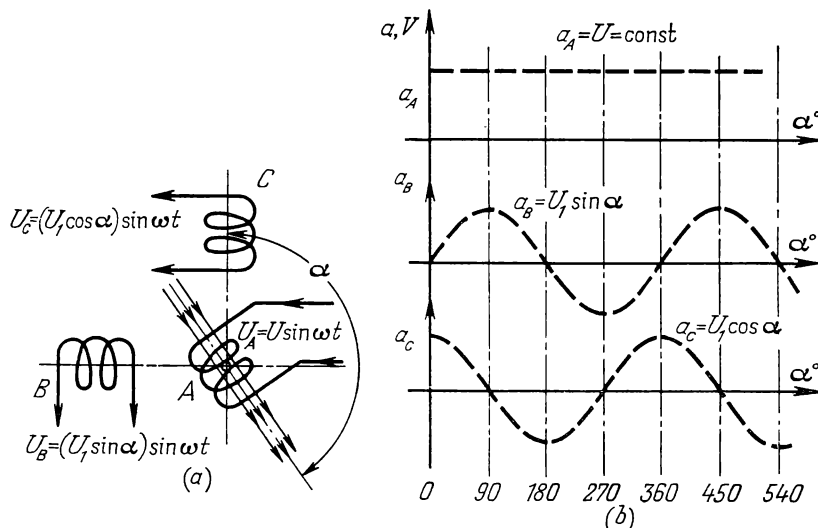 C
U_C=(U_1 cos α) sin ωt
α
U_A=U sin ωt
A
B
U_B=(U_1 sin α) sin ωt
(a)
a, V
a_A=U=const
a_A
α°
a_B
a_B=U_1 sin α
α°
a_C
a_C=U_1 cos α
α°
0 90 180 270 360 450 540
(b)